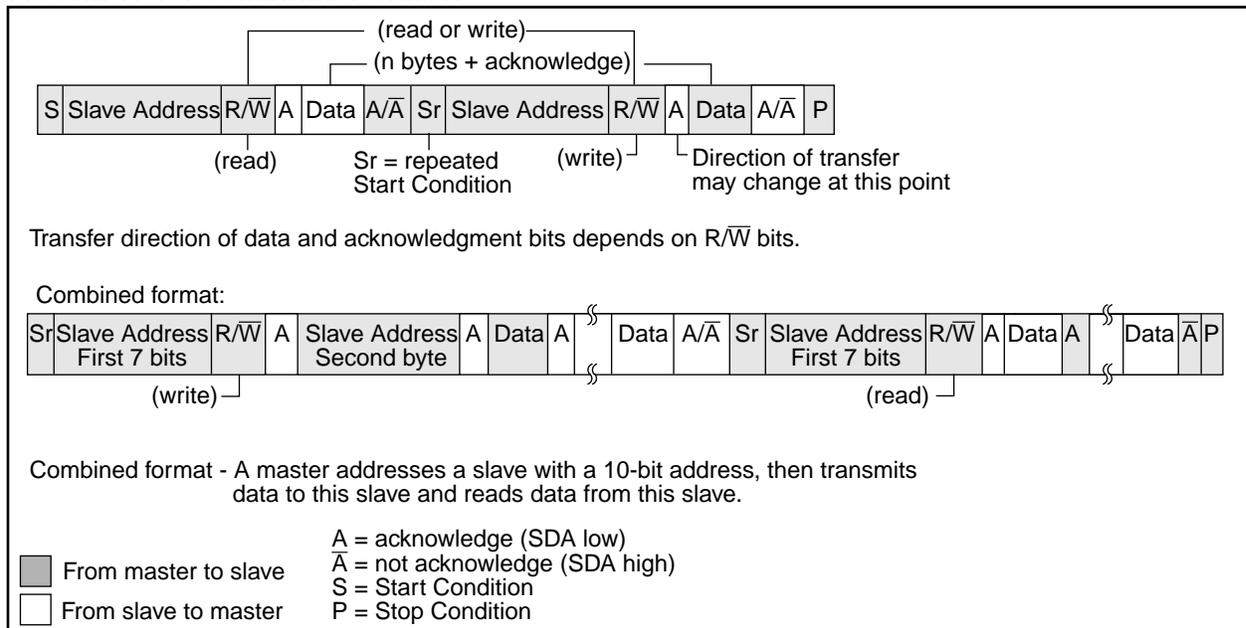 (read or write)
(n bytes + acknowledge)
S Slave Address R/W̅ A Data A/A̅ Sr Slave Address R/W̅ A Data A/A̅ P
(read)
Sr = repeated
Start Condition
(write)
Direction of transfer
may change at this point
Transfer direction of data and acknowledgment bits depends on R/W̅ bits.
Combined format:
Sr Slave Address First 7 bits R/W̅ A Slave Address Second byte A Data A Data A/A̅ Sr Slave Address First 7 bits R/W̅ A Data A Data A̅ P
(write)
(read)
Combined format - A master addresses a slave with a 10-bit address, then transmits
data to this slave and reads data from this slave.
A = acknowledge (SDA low)
A̅ = not acknowledge (SDA high)
S = Start Condition
P = Stop Condition
From master to slave
From slave to master